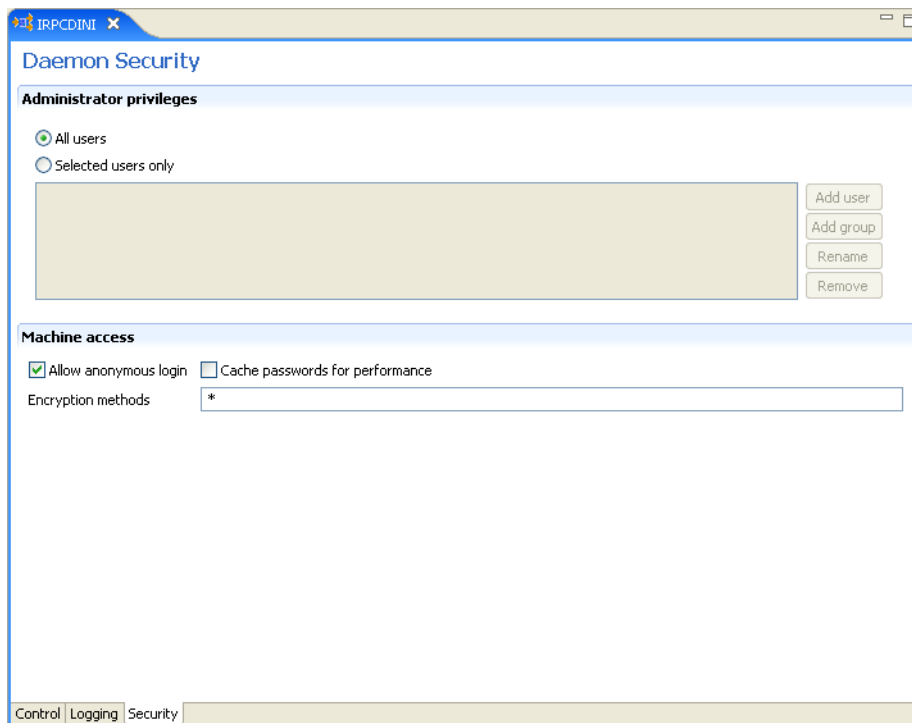 IRPCDINI
Daemon Security
Administrator privileges
All users
Selected users only
Add user
Add group
Rename
Remove
Machine access
Allow anonymous login Cache passwords for performance
Encryption methods *
Control Logging Security